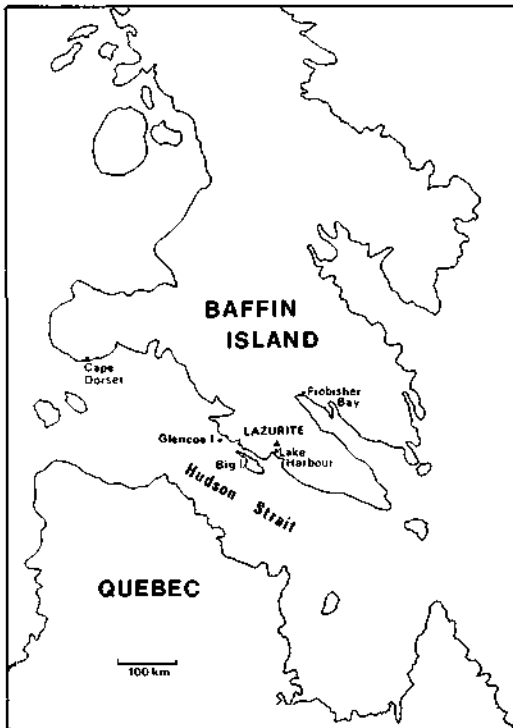 BAFFIN
ISLAND
Cape
Dorset
Frobisher
Bay
LAZURITE
Glencoe I
Lake
Harbour
Big I
Hudson Strait
QUEBEC
100 km